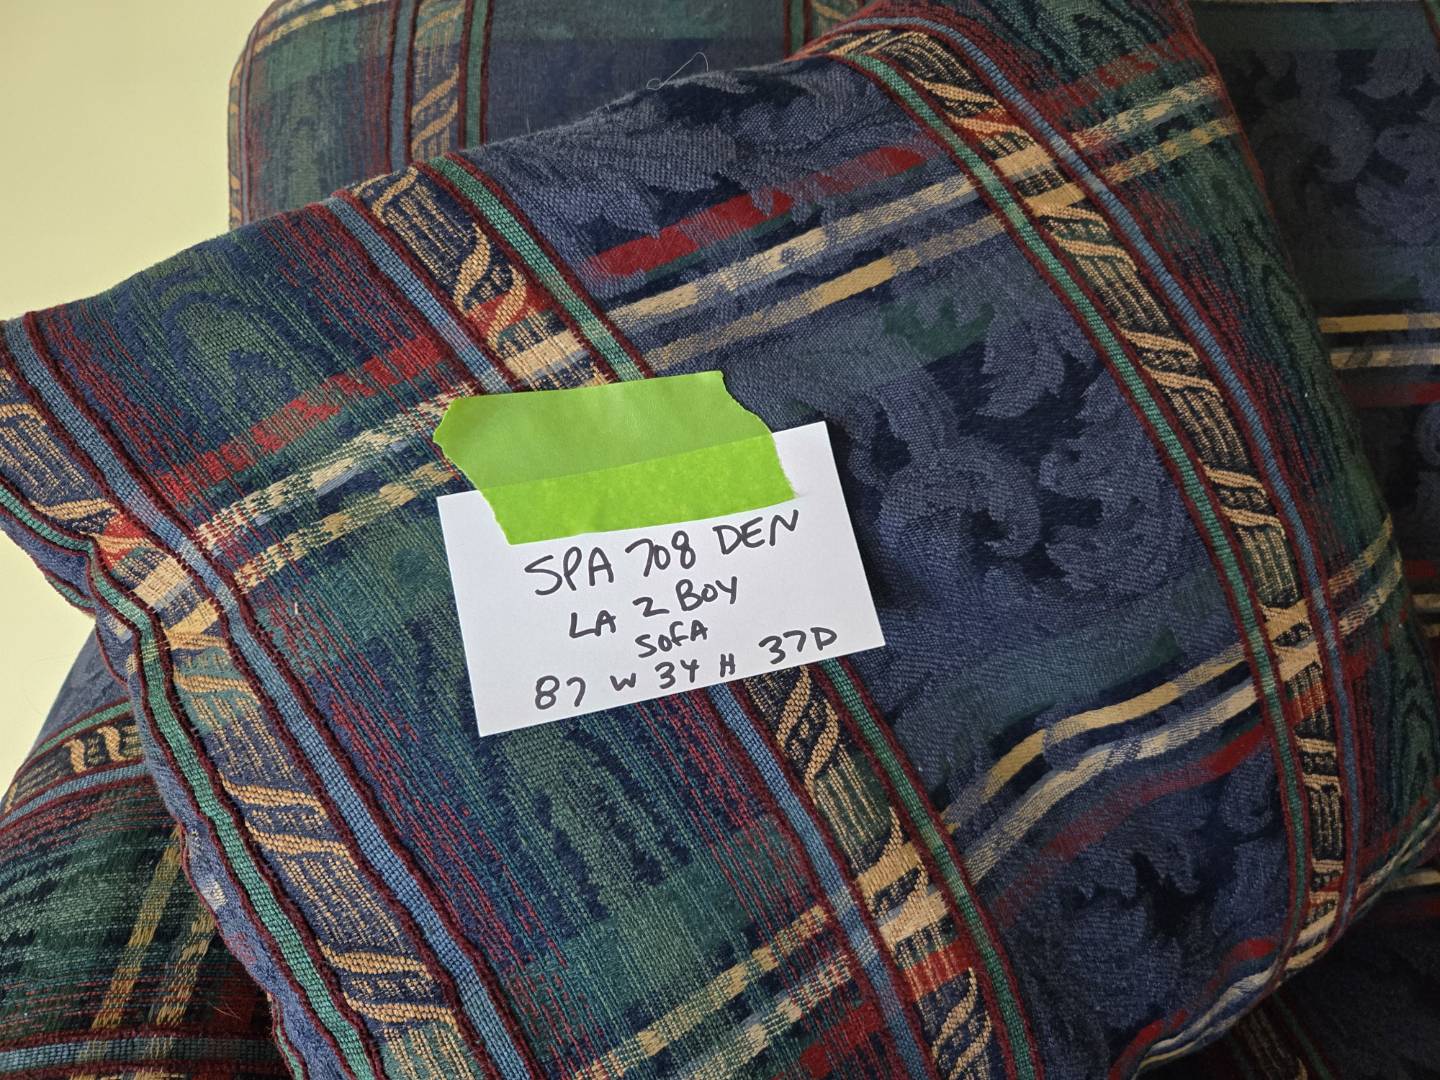 SPA 708 DEN
LA Z BOY
SOFA
87 W 34 H 37D